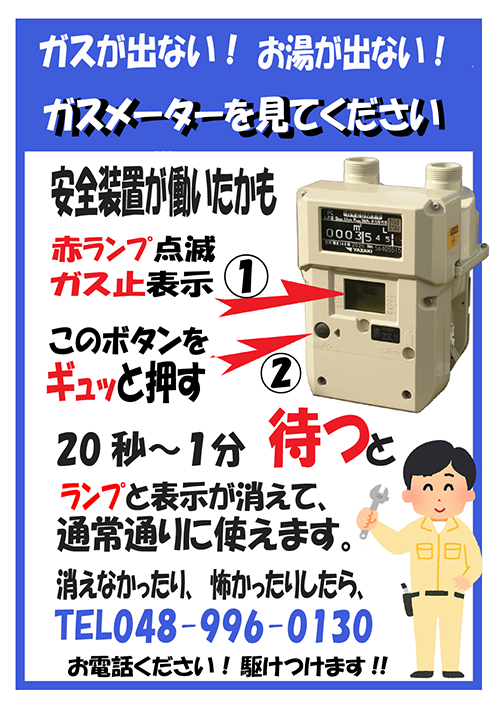 ガスが出ない！ お湯が出ない！
ガスメーターを見てください
安全装置が働いたかも
赤ランプ点滅
ガス止表示 ①
このボタンを
ギュッと押す ②
m³ L
0003545
YAZAKI
20秒～1分 待つと
ランプと表示が消えて、
通常通りに使えます。
消えなかったり、怖かったりしたら、
TEL048-996-0130
お電話ください！駆けつけます!!